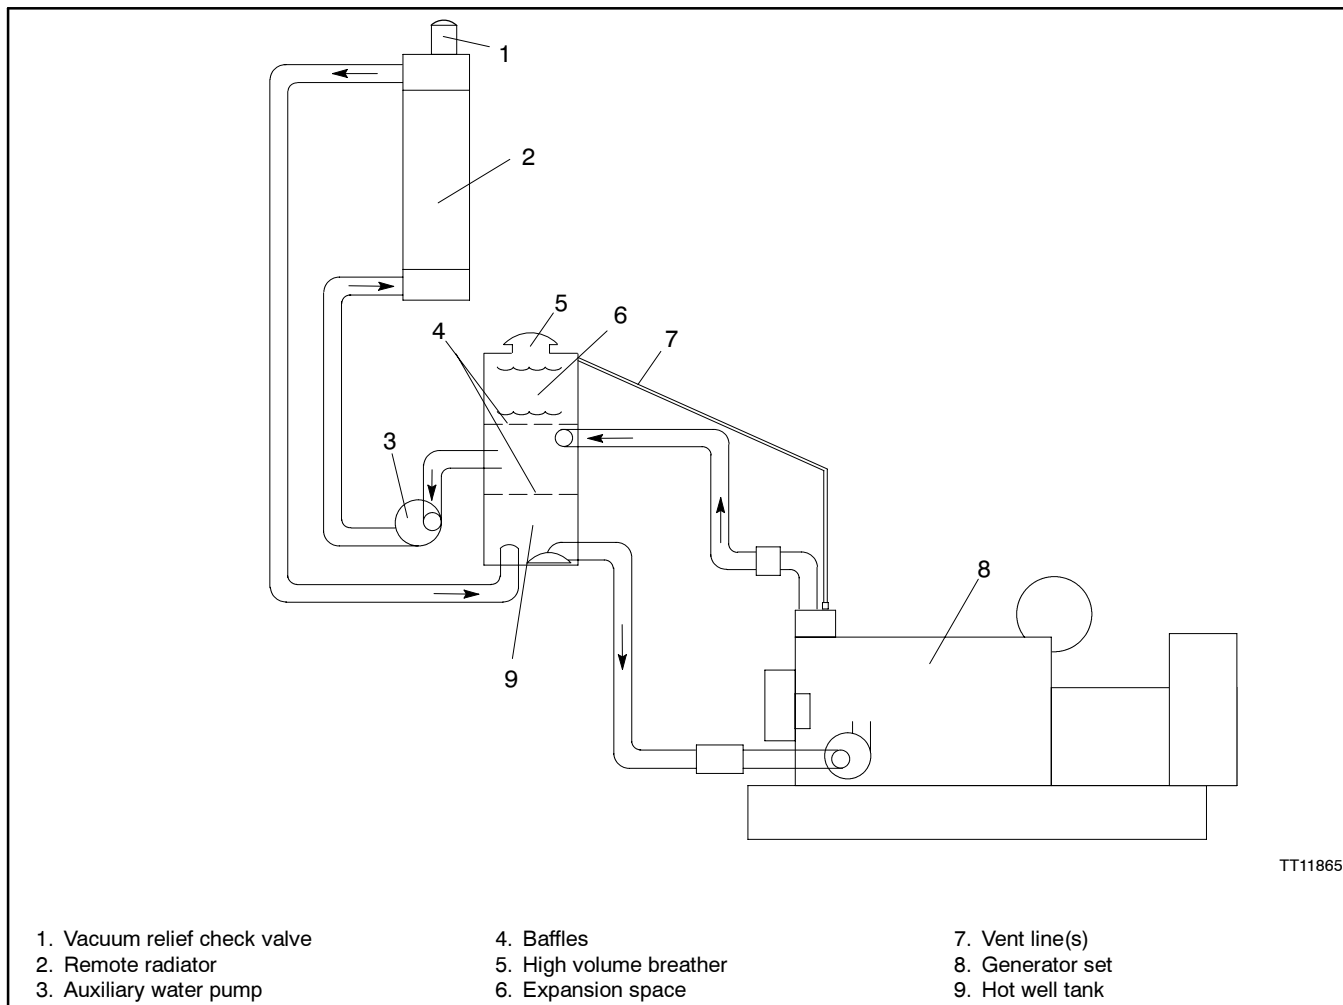 1
2
5
6
4
7
3
8
9
TT11865
1. Vacuum relief check valve
2. Remote radiator
3. Auxiliary water pump
4. Baffles
5. High volume breather
6. Expansion space
7. Vent line(s)
8. Generator set
9. Hot well tank